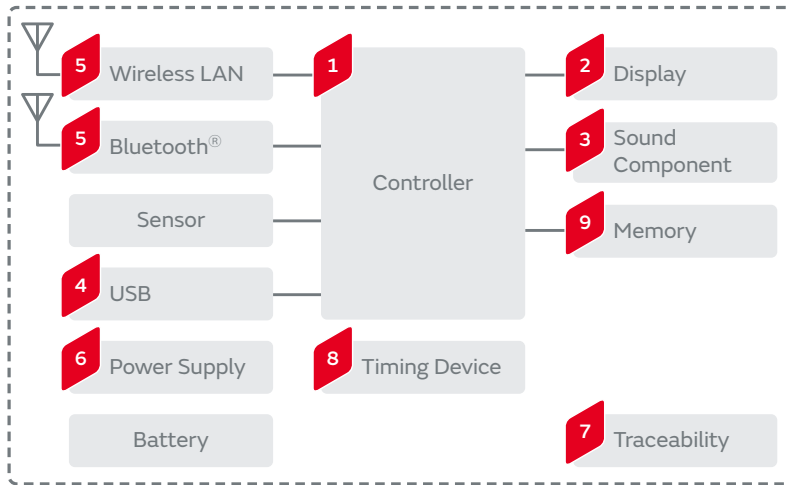 5 Wireless LAN
5 Bluetooth®
Sensor
4 USB
6 Power Supply
Battery
1
Controller
8 Timing Device
2 Display
3 Sound
Component
9 Memory
7 Traceability